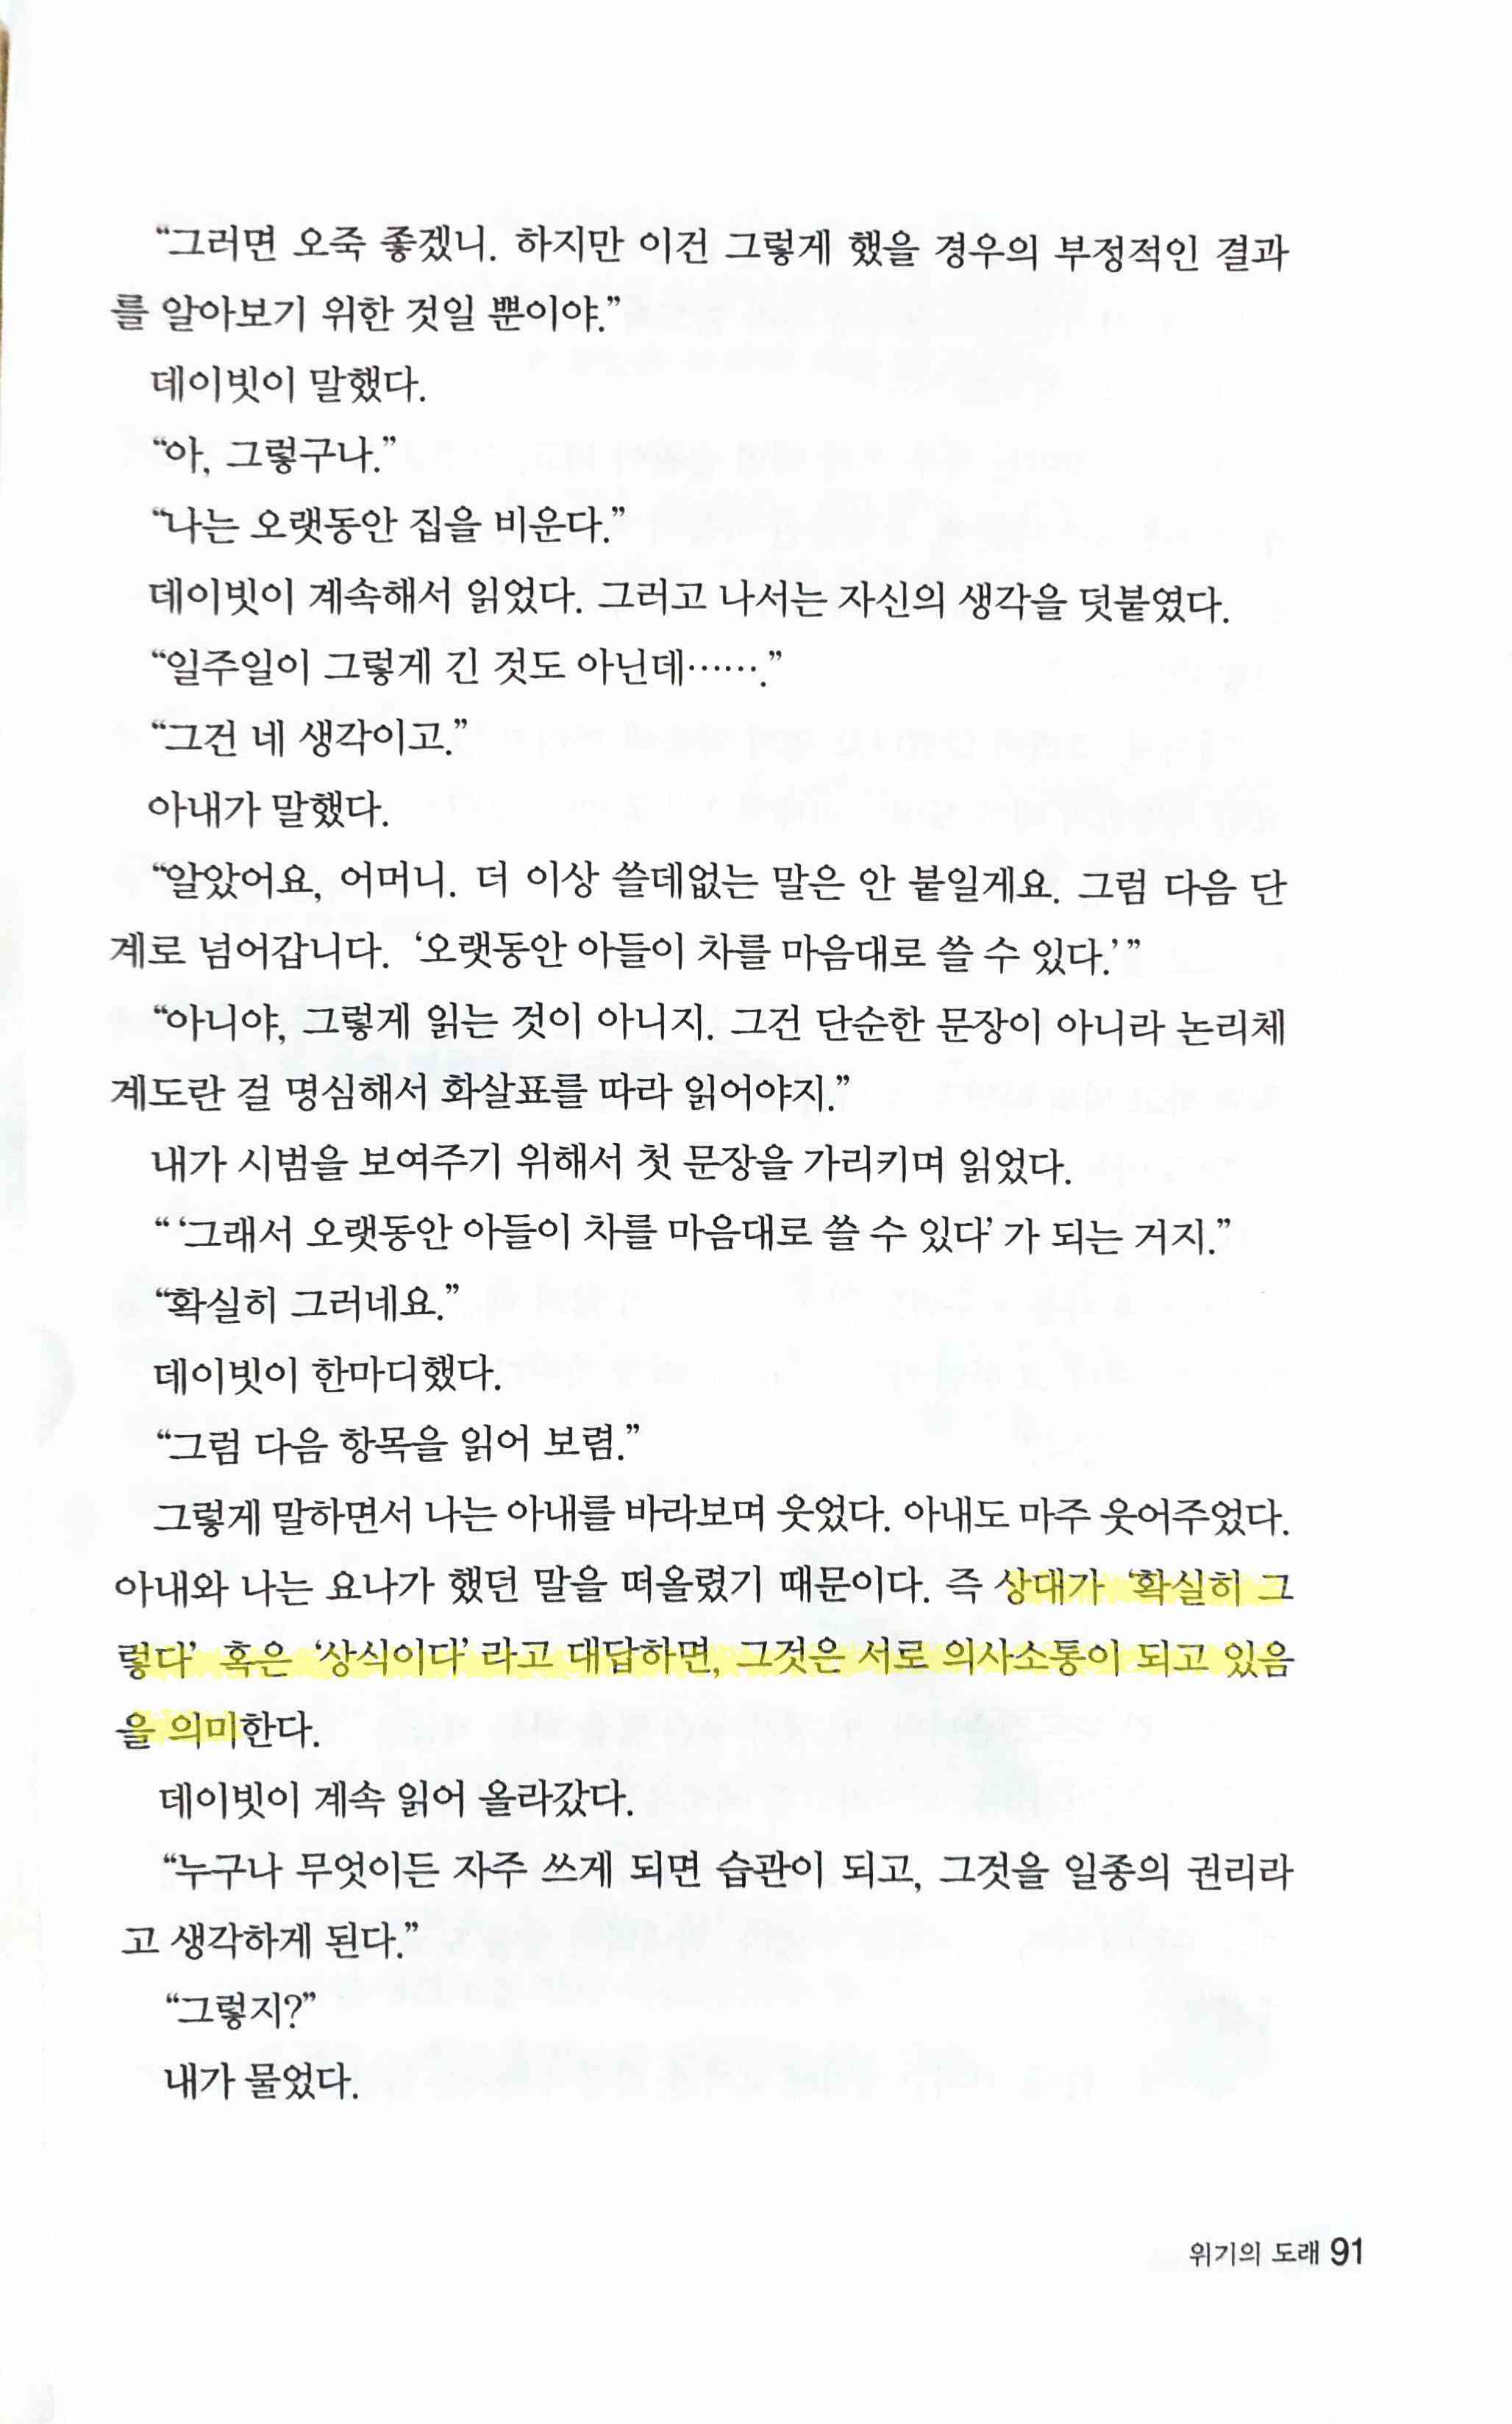 “그러면 오죽 좋겠니. 하지만 이건 그렇게 했을 경우의 부정적인 결과
를 알아보기 위한 것일 뿐이야.”
데이빗이 말했다.
“아, 그렇구나.”
“나는 오랫동안 집을 비운다.”
데이빗이 계속해서 읽었다. 그러고 나서는 자신의 생각을 덧붙였다.
“일주일이 그렇게 긴 것도 아닌데…….”
“그건 네 생각이고.”
아내가 말했다.
“알았어요, 어머니. 더 이상 쓸데없는 말은 안 붙일게요. 그럼 다음 단
계로 넘어갑니다. ‘오랫동안 아들이 차를 마음대로 쓸 수 있다.’”
“아니야, 그렇게 읽는 것이 아니지. 그건 단순한 문장이 아니라 논리체
계도란 걸 명심해서 화살표를 따라 읽어야지.”
내가 시범을 보여주기 위해서 첫 문장을 가리키며 읽었다.
“‘그래서 오랫동안 아들이 차를 마음대로 쓸 수 있다’가 되는 거지.”
“확실히 그러네요.”
데이빗이 한마디했다.
“그럼 다음 항목을 읽어 보렴.”
그렇게 말하면서 나는 아내를 바라보며 웃었다. 아내도 마주 웃어주었다.
아내와 나는 요나가 했던 말을 떠올렸기 때문이다. 즉 상대가 ‘확실히 그
렇다’ 혹은 ‘상식이다’라고 대답하면, 그것은 서로 의사소통이 되고 있음
을 의미한다.
데이빗이 계속 읽어 올라갔다.
“누구나 무엇이든 자주 쓰게 되면 습관이 되고, 그것을 일종의 권리라
고 생각하게 된다.”
“그렇지?”
내가 물었다.
위기의 도래 91